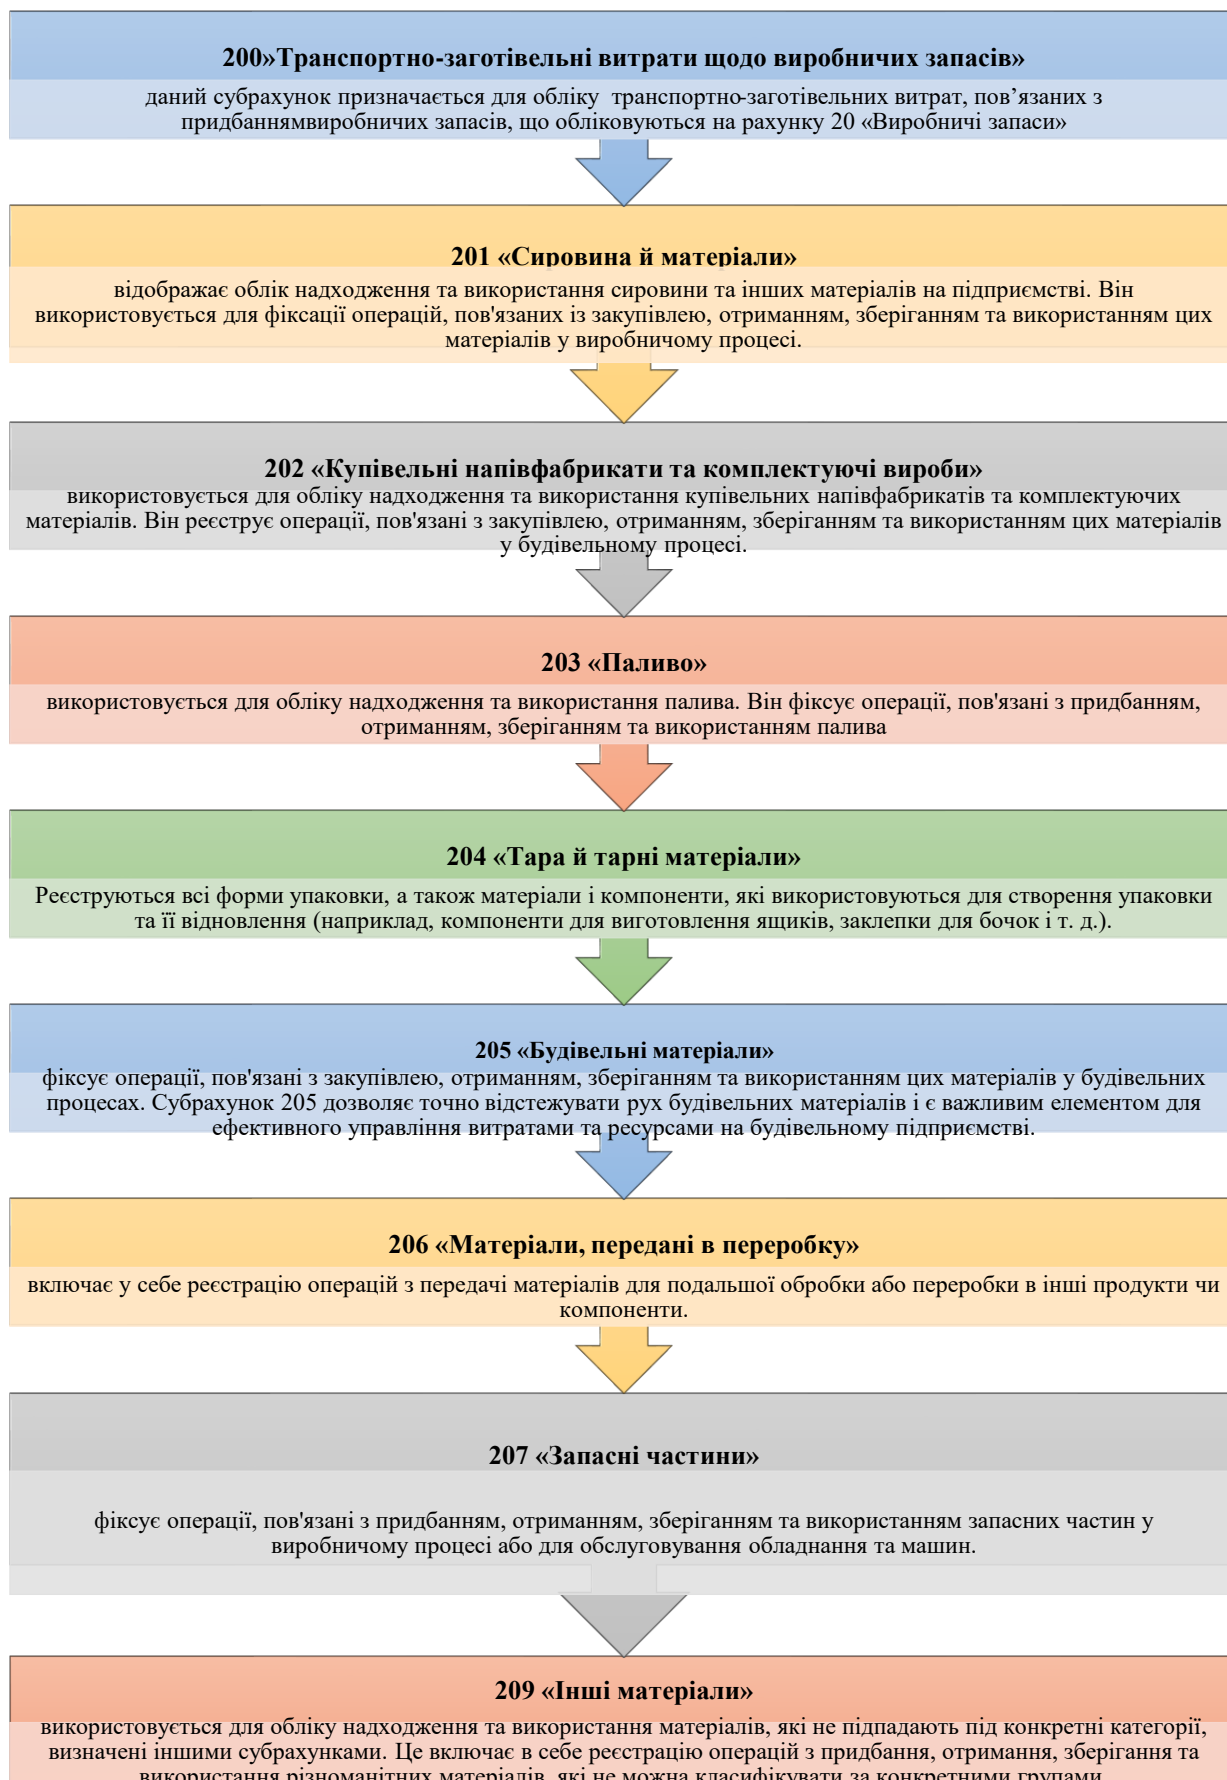 200»Транспортно-заготівельні витрати щодо виробничих запасів»
даний субрахунок призначається для обліку  транспортно-заготівельних витрат, пов’язаних з
придбаннямвиробничих запасів, що обліковуються на рахунку 20 «Виробничі запаси»
201 «Сировина й матеріали»
відображає облік надходження та використання сировини та інших матеріалів на підприємстві. Він
використовується для фіксації операцій, пов'язаних із закупівлею, отриманням, зберіганням та використанням цих
матеріалів у виробничому процесі.
202 «Купівельні напівфабрикати та комплектуючі вироби»
використовується для обліку надходження та використання купівельних напівфабрикатів та комплектуючих
матеріалів. Він реєструє операції, пов'язані з закупівлею, отриманням, зберіганням та використанням цих матеріалів
у будівельному процесі.
203 «Паливо»
використовується для обліку надходження та використання палива. Він фіксує операції, пов'язані з придбанням,
отриманням, зберіганням та використанням палива
204 «Тара й тарні матеріали»
Реєструються всі форми упаковки, а також матеріали і компоненти, які використовуються для створення упаковки
та її відновлення (наприклад, компоненти для виготовлення ящиків, заклепки для бочок і т. д.).
205 «Будівельні матеріали»
фіксує операції, пов'язані з закупівлею, отриманням, зберіганням та використанням цих матеріалів у будівельних
процесах. Субрахунок 205 дозволяє точно відстежувати рух будівельних матеріалів і є важливим елементом для
ефективного управління витратами та ресурсами на будівельному підприємстві.
206 «Матеріали, передані в переробку»
включає у себе реєстрацію операцій з передачі матеріалів для подальшої обробки або переробки в інші продукти чи
компоненти.
207 «Запасні частини»
фіксує операції, пов'язані з придбанням, отриманням, зберіганням та використанням запасних частин у
виробничому процесі або для обслуговування обладнання та машин.
209 «Інші матеріали»
використовується для обліку надходження та використання матеріалів, які не підпадають під конкретні категорії,
визначені іншими субрахунками. Це включає в себе реєстрацію операцій з придбання, отримання, зберігання та
використання різноманітних матеріалів, які не можна класифікувати за конкретними групами